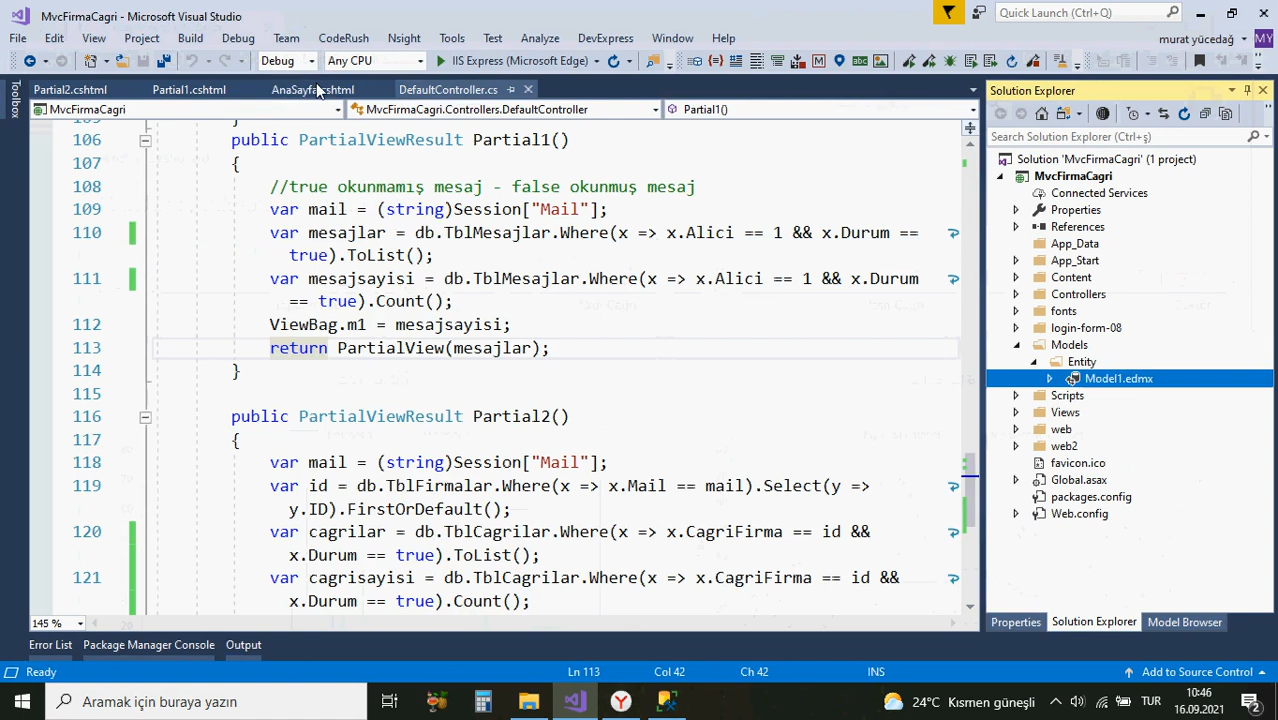 MvcFirmaCagri - Microsoft Visual Studio
Quick Launch (Ctrl+Q)
File Edit View Project Build Debug Team CodeRush Nsight Tools Test Analyze DevExpress Window Help
murat yücedağ MY
Debug Any CPU IIS Express (Microsoft Edge)
Toolbox
Partial2.cshtml Partial1.cshtml AnaSayfa.cshtml DefaultController.cs
MvcFirmaCagri MvcFirmaCagri.Controllers.DefaultController Partial1()
106 public PartialViewResult Partial1()
107 {
108 //true okunmamış mesaj - false okunmuş mesaj
109 var mail = (string)Session["Mail"];
110 var mesajlar = db.TblMesajlar.Where(x => x.Alici == 1 && x.Durum ==
true).ToList();
111 var mesajsayisi = db.TblMesajlar.Where(x => x.Alici == 1 && x.Durum
== true).Count();
112 ViewBag.m1 = mesajsayisi;
113 return PartialView(mesajlar);
114 }
115
116 public PartialViewResult Partial2()
117 {
118 var mail = (string)Session["Mail"];
119 var id = db.TblFirmalar.Where(x => x.Mail == mail).Select(y =>
y.ID).FirstOrDefault();
120 var cagrilar = db.TblCagrilar.Where(x => x.CagriFirma == id &&
x.Durum == true).ToList();
121 var cagrisayisi = db.TblCagrilar.Where(x => x.CagriFirma == id &&
x.Durum == true).Count();
145 %
Solution Explorer
Search Solution Explorer (Ctrl+ş)
Solution 'MvcFirmaCagri' (1 project)
MvcFirmaCagri
Connected Services
Properties
References
App_Data
App_Start
Content
Controllers
fonts
login-form-08
Models
Entity
Model1.edmx
Scripts
Views
web
web2
favicon.ico
Global.asax
packages.config
Web.config
Properties Solution Explorer Model Browser
Error List Package Manager Console Output
Ready Ln 113 Col 42 Ch 42 INS Add to Source Control
Aramak için buraya yazın
24°C Kısmen güneşli
TUR
10:46
16.09.2021
2